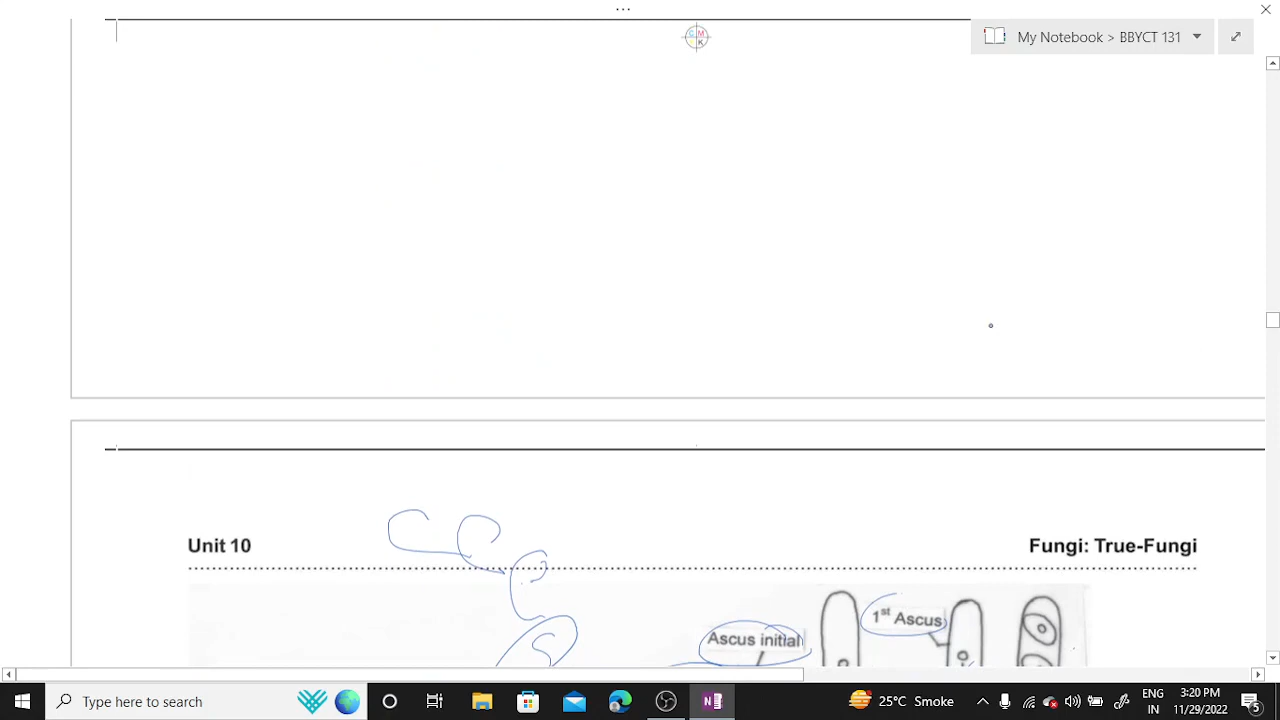 ...
My Notebook > BBYCT 131
C M
K
Unit 10
Fungi: True-Fungi
1st Ascus
Ascus initial
Type here to search
25°C Smoke
ENG
IN
3:20 PM
11/29/2022
5